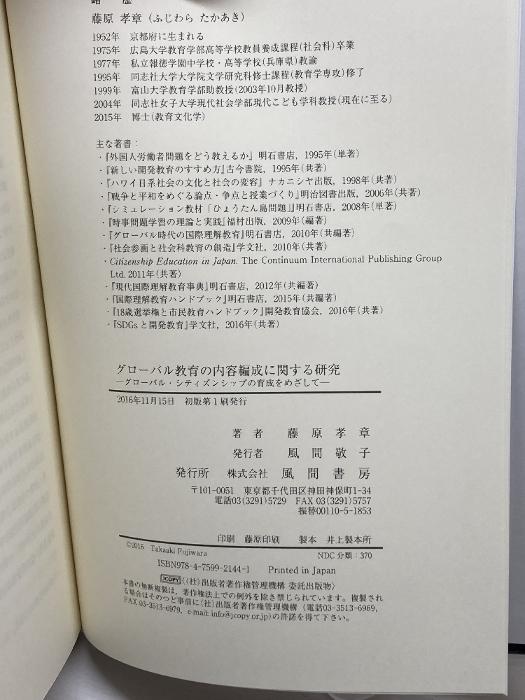 略歴
藤原 孝章（ふじわら たかあき）
1952年 京都府に生まれる
1975年 広島大学教育学部高等学校教員養成課程(社会科)卒業
1977年 私立報徳学園中学校・高等学校(兵庫県)教諭
1995年 同志社大学大学院文学研究科修士課程(教育学専攻)修了
1999年 富山大学教育学部助教授(2003年10月教授)
2004年 同志社女子大学現代社会学部現代こども学科教授(現在に至る)
2015年 博士(教育文化学)
主な著書：
・『外国人労働者問題をどう教えるか』明石書店，1995年(単著)
・『新しい開発教育のすすめ方』古今書院，1995年(共著)
・『ハワイ日系社会の文化と社会の変容』ナカニシヤ出版，1998年(共著)
・『戦争と平和をめぐる論点・争点と授業づくり』明治図書出版，2006年(共著)
・『シミュレーション教材「ひょうたん島問題」』明石書店，2008年(単著)
・『時事問題学習の理論と実践』福村出版，2009年(編著)
・『グローバル時代の国際理解教育』明石書店，2010年(共編著)
・『社会参画と社会科教育の創造』学文社，2010年(共著)
・Citizenship Education in Japan. The Continuum International Publishing Group
Ltd. 2011年(共著)
・『現代国際理解教育事典』明石書店，2012年(共編著)
・『国際理解教育ハンドブック』明石書店，2015年(共編著)
・『18歳選挙権と市民教育ハンドブック』開発教育協会，2016年(共著)
・『SDGsと開発教育』学文社，2016年(共著)
グローバル教育の内容編成に関する研究
―グローバル・シティズンシップの育成をめざして―
2016年11月15日 初版第1刷発行
著者 藤原孝章
発行者 風間敬子
発行所 株式会社 風間書房
〒101-0051 東京都千代田区神田神保町1-34
電話03(3291)5729 FAX 03(3291)5757
振替00110-5-1853
印刷 藤原印刷 製本 井上製本所
©2016 Takaaki Fujiwara NDC分類：370
ISBN978-4-7599-2144-1 Printed in Japan
JCOPY〈(社)出版者著作権管理機構 委託出版物〉
本書の無断複製は，著作権法上での例外を除き禁じられています。複製され
る場合はそのつど事前に(社)出版者著作権管理機構（電話03-3513-6969,
FAX 03-3513-6979, e-mail: info@jcopy.or.jp)の許諾を得て下さい。